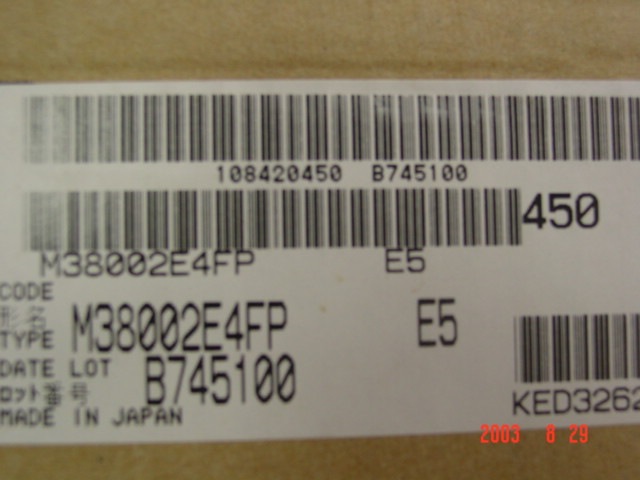 108420450 B745100
450
M38002E4FP E5
CODE
形名
TYPE M38002E4FP E5
DATE LOT
ロット番号 B745100
MADE IN JAPAN
KED3262
2003 8 29